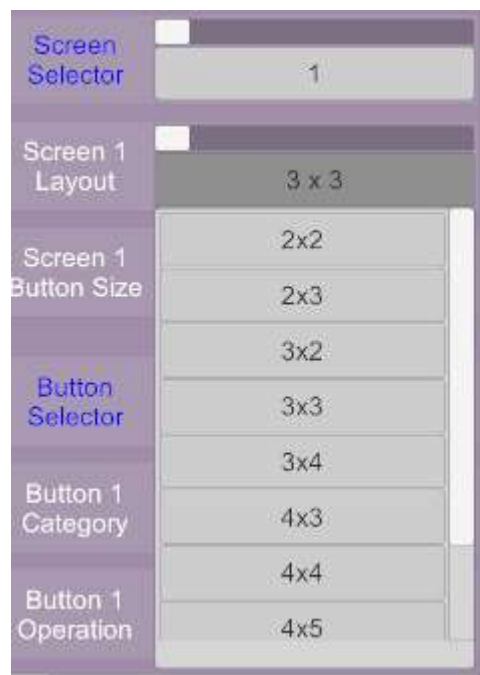 Screen
Selector
1
Screen 1
Layout
3 x 3
2x2
2x3
3x2
3x3
3x4
4x3
4x4
4x5
Screen 1
Button Size
Button
Selector
Button 1
Category
Button 1
Operation